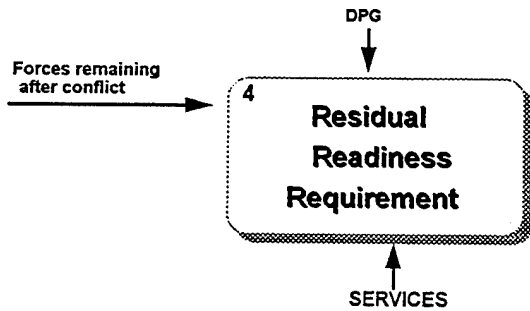 DPG
Forces remaining
after conflict
4
Residual
Readiness
Requirement
SERVICES